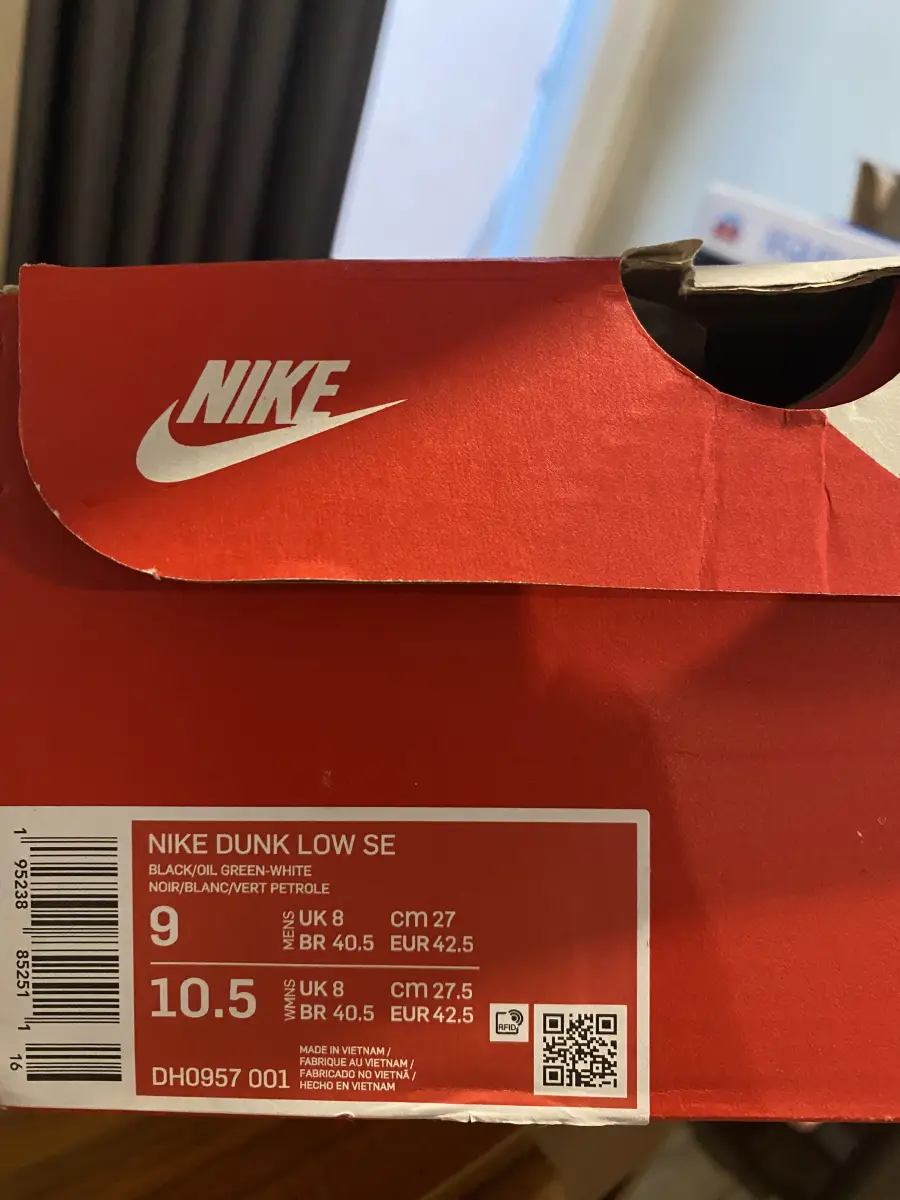 NIKE
NIKE DUNK LOW SE
BLACK/OIL GREEN-WHITE
NOIR/BLANC/VERT PETROLE
9
MENS
UK 8 CM 27
BR 40.5 EUR 42.5
10.5
WMNS
UK 8 CM 27.5
BR 40.5 EUR 42.5
RFID
MADE IN VIETNAM /
FABRIQUE AU VIETNAM /
FABRICADO NO VIETNÃ /
HECHO EN VIETNAM
DH0957 001
1 95238 85251 1 16